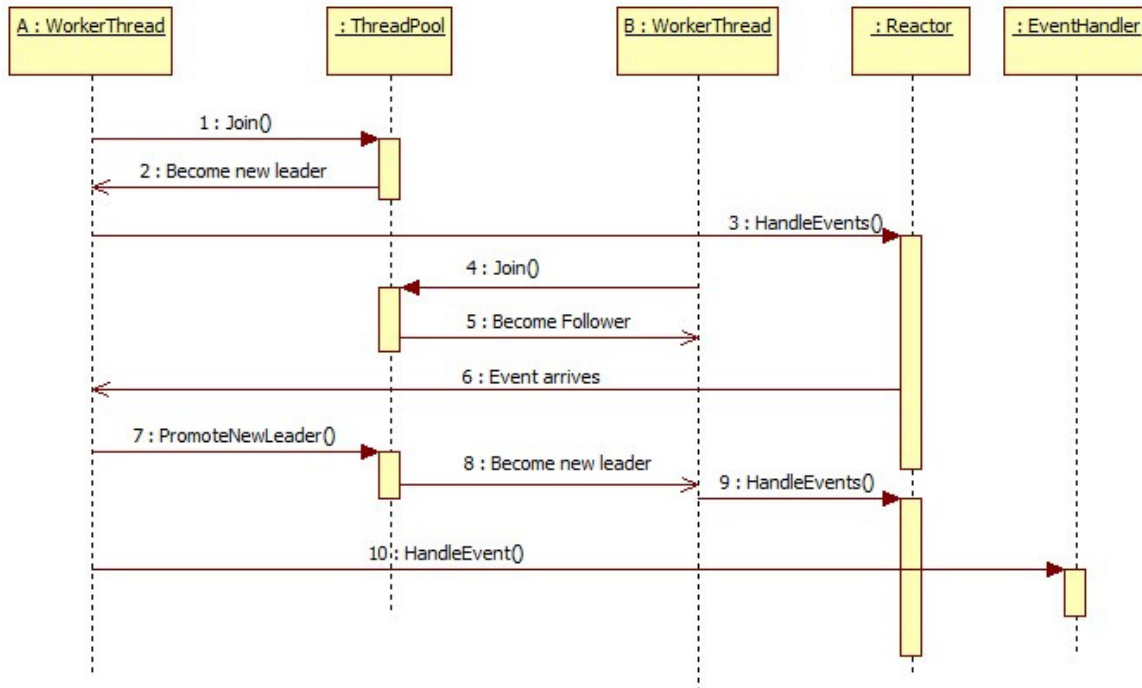 A : WorkerThread
: ThreadPool
B : WorkerThread
: Reactor
: EventHandler
1 : Join()
2 : Become new leader
3 : HandleEvents()
4 : Join()
5 : Become Follower
6 : Event arrives
7 : PromoteNewLeader()
8 : Become new leader
9 : HandleEvents()
10 : HandleEvent()